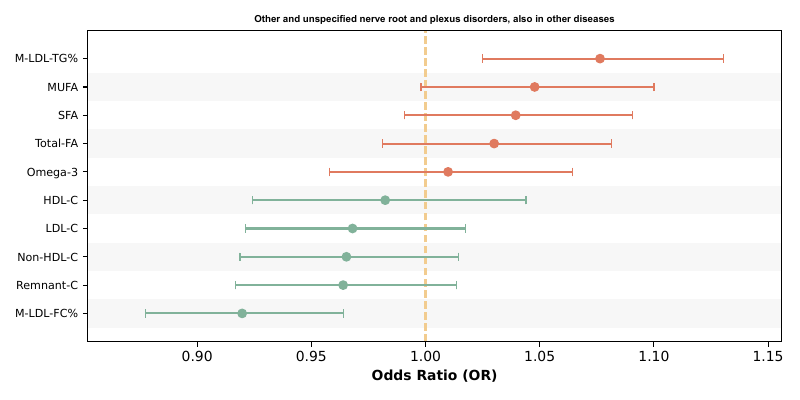 Other and unspecified nerve root and plexus disorders, also in other diseases
M-LDL-TG%
MUFA
SFA
Total-FA
Omega-3
HDL-C
LDL-C
Non-HDL-C
Remnant-C
M-LDL-FC%
0.90 0.95 1.00 1.05 1.10 1.15
Odds Ratio (OR)